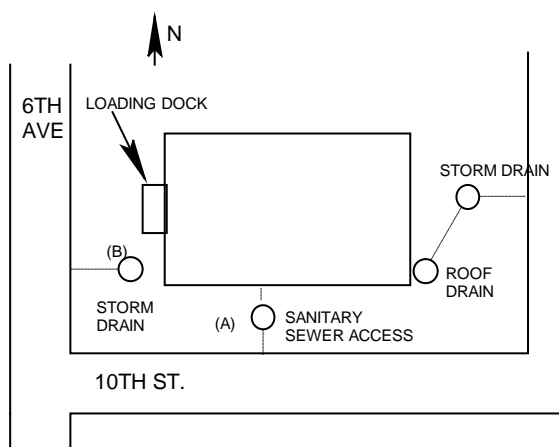 N
6TH
AVE
LOADING DOCK
STORM DRAIN
(B)
ROOF
DRAIN
STORM
DRAIN
(A)
SANITARY
SEWER ACCESS
10TH ST.